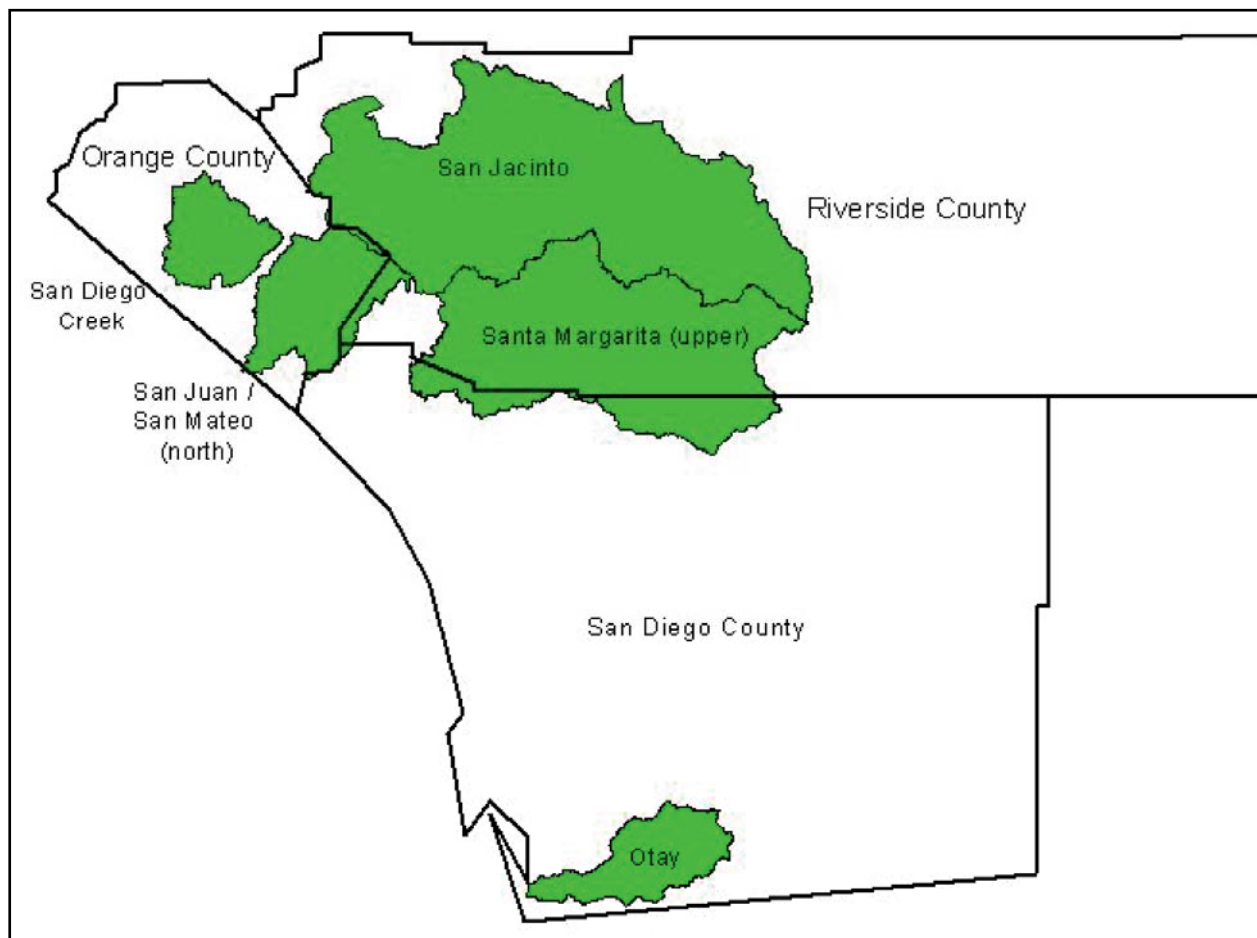 Orange County
San Jacinto
Riverside County
San Diego
Creek
Santa Margarita (upper)
San Juan /
San Mateo
(north)
San Diego County
Otay